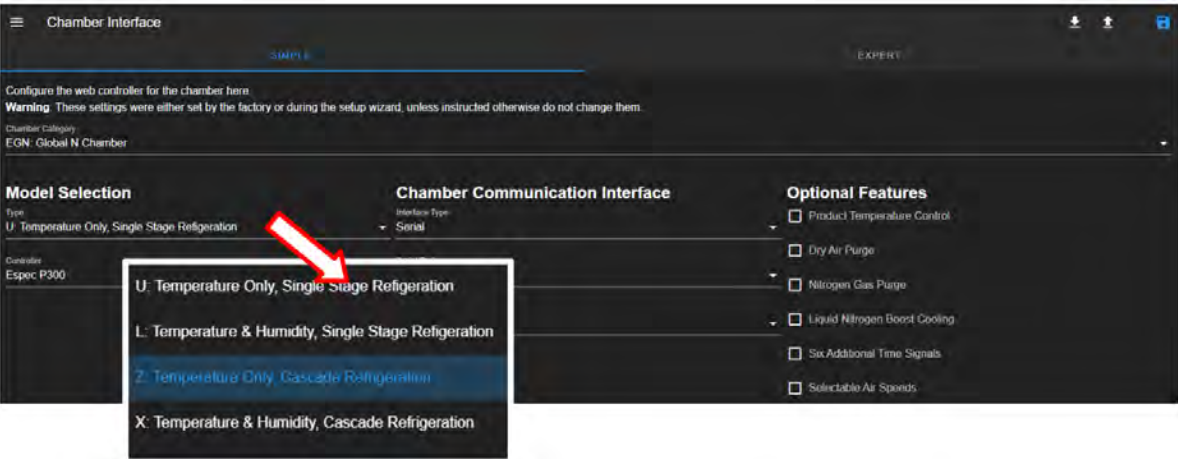 Chamber Interface
SIMPLE
EXPERT
Configure the web controller for the chamber here.
Warning: These settings were either set by the factory or during the setup wizard, unless instructed otherwise do not change them.
Chamber Category
EGN: Global N Chamber
Model Selection
Type
U: Temperature Only, Single Stage Refigeration
Controller
Espec P300
Chamber Communication Interface
Interface Type
Serial
Optional Features
Product Temperature Control
Dry Air Purge
Nitrogen Gas Purge
Liquid Nitrogen Boost Cooling
Six Additional Time Signals
Selectable Air Speeds
U: Temperature Only, Single Stage Refigeration
L: Temperature & Humidity, Single Stage Refigeration
Z: Temperature Only, Cascade Refrigeration
X: Temperature & Humidity, Cascade Refrigeration